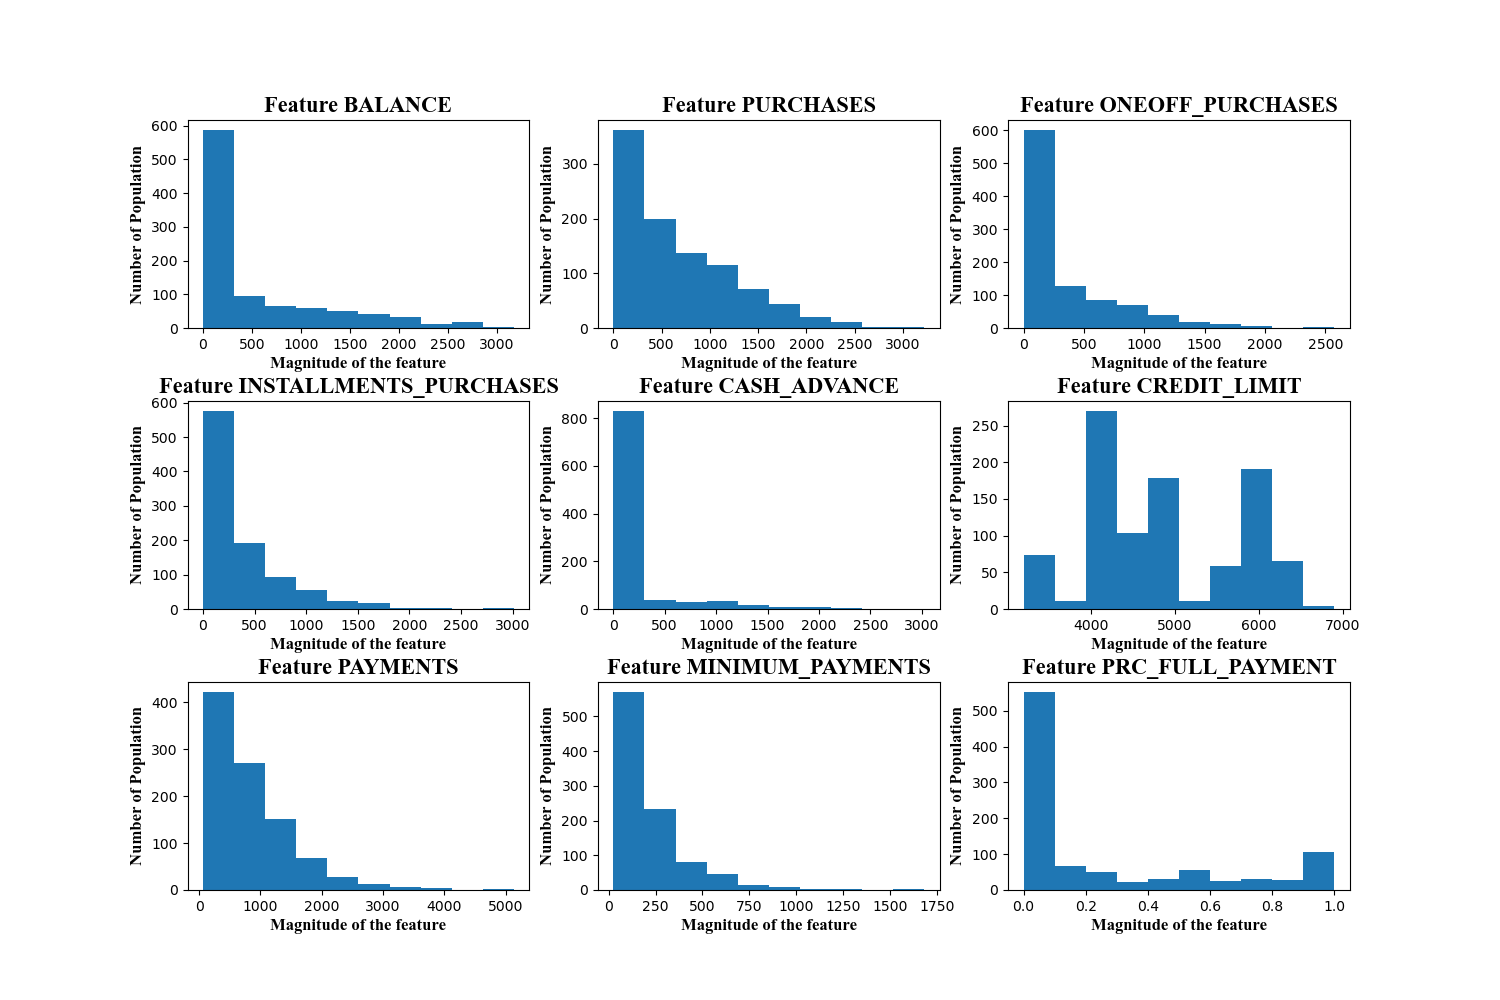 Feature BALANCE
Number of Population
600
500
400
300
200
100
0
0 500 1000 1500 2000 2500 3000
Magnitude of the feature
Feature PURCHASES
Number of Population
300
200
100
0
0 500 1000 1500 2000 2500 3000
Magnitude of the feature
Feature ONEOFF_PURCHASES
Number of Population
600
500
400
300
200
100
0
0 500 1000 1500 2000 2500
Magnitude of the feature
Feature INSTALLMENTS_PURCHASES
Number of Population
600
500
400
300
200
100
0
0 500 1000 1500 2000 2500 3000
Magnitude of the feature
Feature CASH_ADVANCE
Number of Population
800
600
400
200
0
0 500 1000 1500 2000 2500 3000
Magnitude of the feature
Feature CREDIT_LIMIT
Number of Population
250
200
150
100
50
0
4000 5000 6000 7000
Magnitude of the feature
Feature PAYMENTS
Number of Population
400
300
200
100
0
0 1000 2000 3000 4000 5000
Magnitude of the feature
Feature MINIMUM_PAYMENTS
Number of Population
500
400
300
200
100
0
0 250 500 750 1000 1250 1500 1750
Magnitude of the feature
Feature PRC_FULL_PAYMENT
Number of Population
500
400
300
200
100
0
0.0 0.2 0.4 0.6 0.8 1.0
Magnitude of the feature